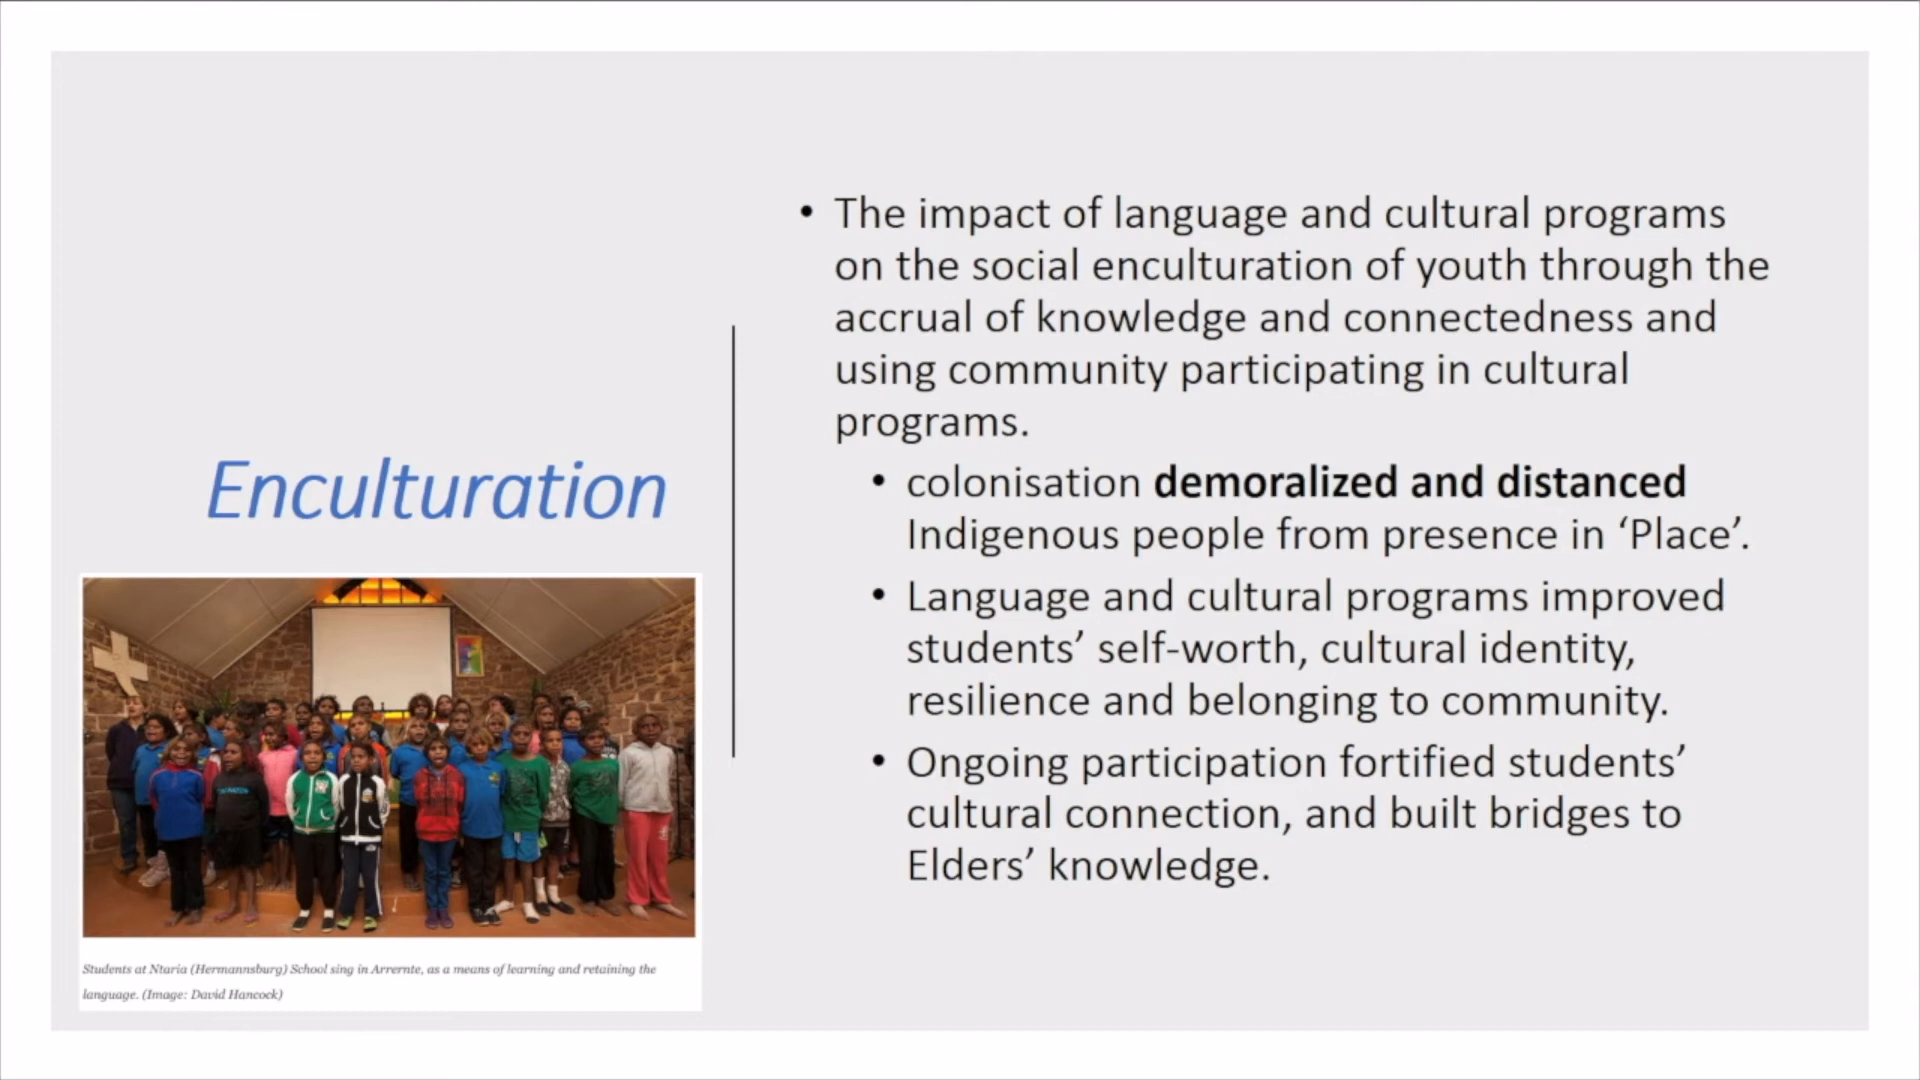 Enculturation
Students at Ntaria (Hermannsburg) School sing in Arrernte, as a means of learning and retaining the
language. (Image: David Hancock)
• The impact of language and cultural programs
on the social enculturation of youth through the
accrual of knowledge and connectedness and
using community participating in cultural
programs.
• colonisation demoralized and distanced
Indigenous people from presence in ‘Place’.
• Language and cultural programs improved
students’ self-worth, cultural identity,
resilience and belonging to community.
• Ongoing participation fortified students’
cultural connection, and built bridges to
Elders’ knowledge.